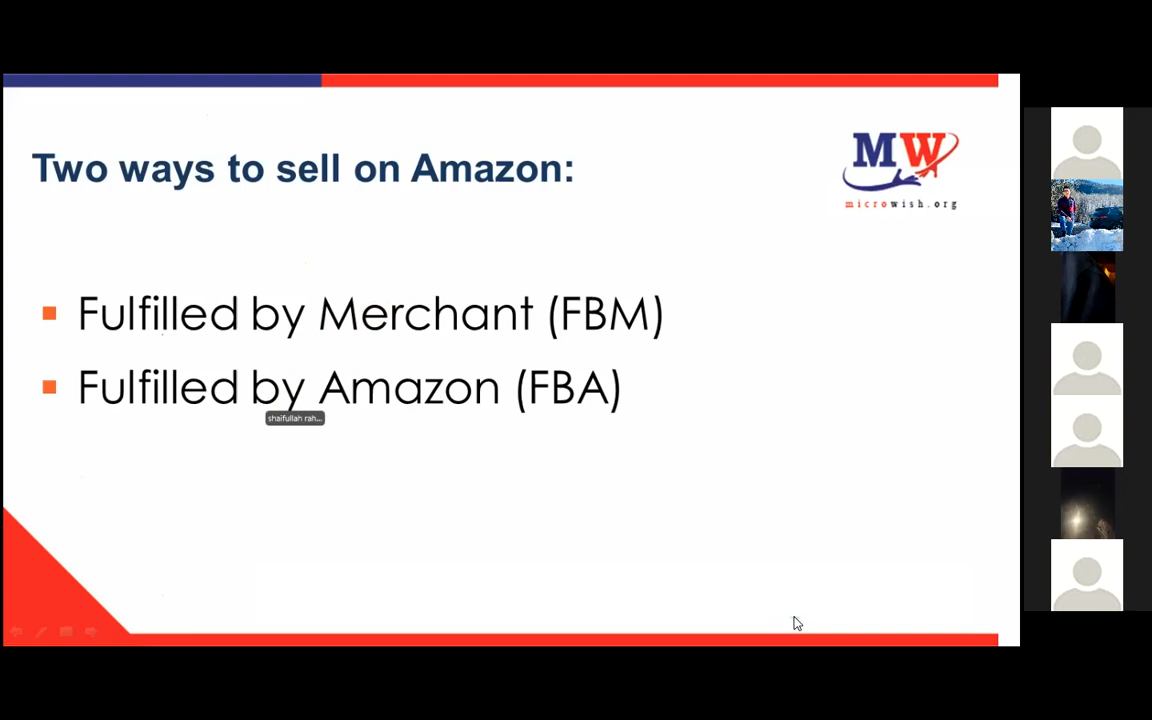 Two ways to sell on Amazon:
MW
microwish.org
Fulfilled by Merchant (FBM)
Fulfilled by Amazon (FBA)
shaifullah rah...